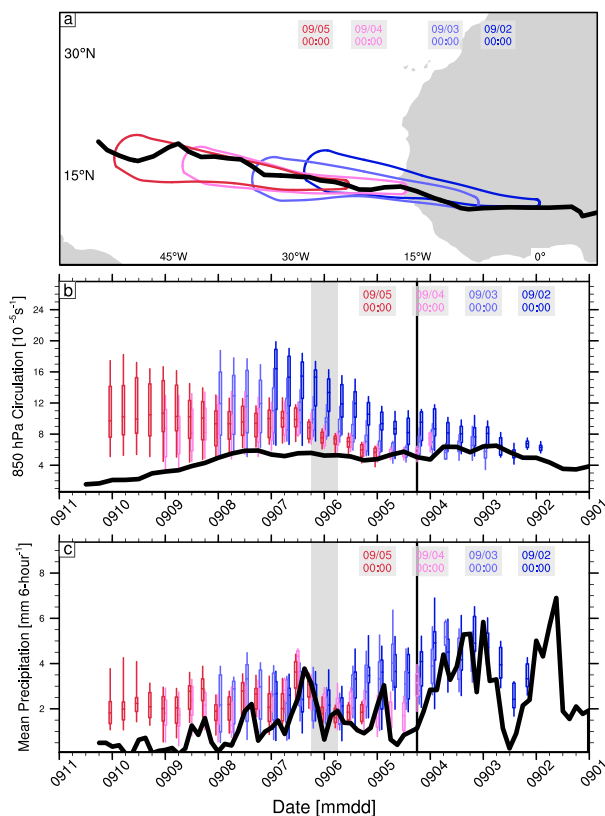 a
09/05 09/04 09/03 09/02
00:00 00:00 00:00 00:00
30°N
15°N
45°W 30°W 15°W 0°
b
09/05 09/04 09/03 09/02
00:00 00:00 00:00 00:00
850 hPa Circulation [10⁻⁵s⁻¹]
24
20
16
12
8
4
0911 0910 0909 0908 0907 0906 0905 0904 0903 0902 0901
c
09/05 09/04 09/03 09/02
00:00 00:00 00:00 00:00
Mean Precipitation [mm 6-hour⁻¹]
8
6
4
2
0911 0910 0909 0908 0907 0906 0905 0904 0903 0902 0901
Date [mmdd]